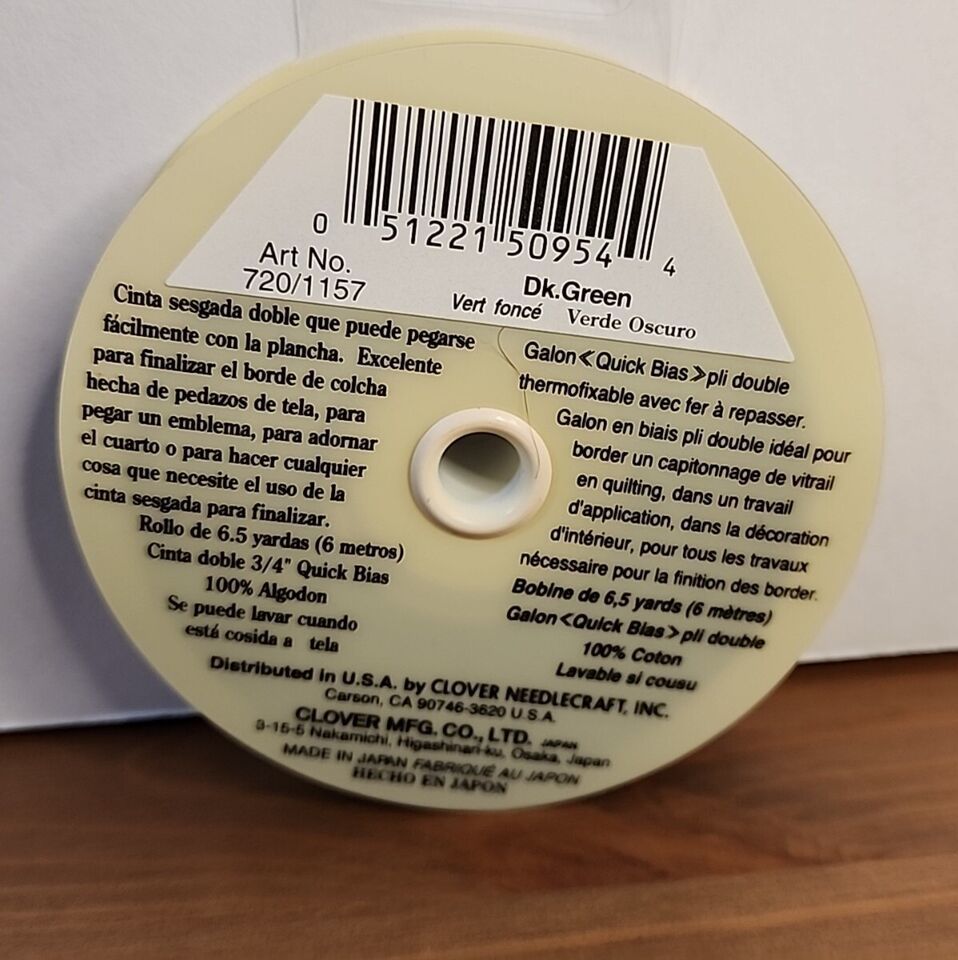 0 51221 50954 4
Art No.
720/1157
Dk.Green
Vert foncé Verde Oscuro
Cinta sesgada doble que puede pegarse
fácilmente con la plancha. Excelente
para finalizar el borde de colcha
hecha de pedazos de tela, para
pegar un emblema, para adornar
el cuarto o para hacer cualquier
cosa que necesite el uso de la
cinta sesgada para finalizar.
Rollo de 6.5 yardas (6 metros)
Cinta doble 3/4" Quick Bias
100% Algodon
Se puede lavar cuando
está cosida a tela
Galon <Quick Bias> pli double
thermofixable avec fer à repasser.
Galon en biais pli double idéal pour
border un capitonnage de vitrail
en quilting, dans un travail
d'application, dans la décoration
d'intérieur, pour tous les travaux
nécessaire pour la finition des border.
Bobine de 6,5 yards (6 mètres)
Galon <Quick Bias> pli double
100% Coton
Lavable si cousu
Distributed in U.S.A. by CLOVER NEEDLECRAFT, INC.
Carson, CA 90746-3620 U.S.A.
CLOVER MFG. CO., LTD. JAPAN
3-15-5 Nakamichi, Higashinari-ku, Osaka, Japan
MADE IN JAPAN FABRIQUÉ AU JAPON
HECHO EN JAPON